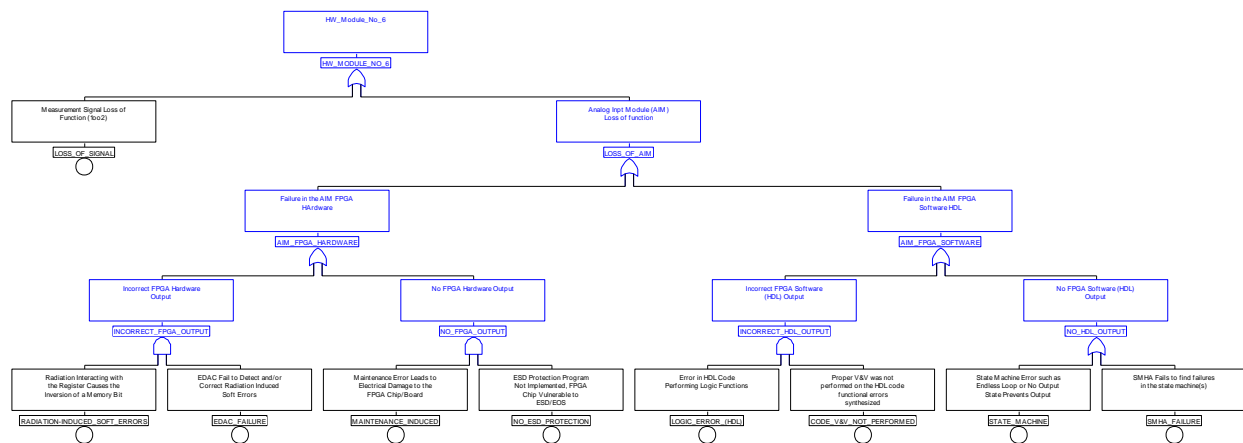 HW_Module_No_6
HW_MODULE_NO_6
Measurement Signal Loss of
Function (foo2)
LOSS_OF_SIGNAL
Analog Inpt Module (AIM)
Loss of function
LOSS_OF_AIM
Failure in the AIM FPGA
HArdware
AIM_FPGA_HARDWARE
Failure in the AIM FPGA
Software HDL
AIM_FPGA_SOFTWARE
Incorrect FPGA Hardware
Output
INCORRECT_FPGA_OUTPUT
No FPGA Hardware Output
NO_FPGA_OUTPUT
Incorrect FPGA Software
(HDL) Output
INCORRECT_HDL_OUTPUT
No FPGA Software (HDL)
Output
NO_HDL_OUTPUT
Radiation Interacting with
the Register Causes the
Inversion of a Memory Bit
RADIATION-INDUCED_SOFT_ERRORS
EDAC Fail to Detect and/or
Correct Radiation Induced
Soft Errors
EDAC_FAILURE
Maintenance Error Leads to
Electrical Damage to the
FPGA Chip/Board
MAINTENANCE_INDUCED
ESD Protection Program
Not Implemented, FPGA
Chip Vulnerable to
ESD/EOS
NO_ESD_PROTECTION
Error in HDL Code
Performing Logic Functions
LOGIC_ERROR_(HDL)
Proper V&V was not
performed on the HDL code
functional errors
synthesized
CODE_V&V_NOT_PERFORMED
State Machine Error such as
Endless Loop or No Output
State Prevents Output
STATE_MACHINE
SMHA Fails to find failures
in the state machine(s)
SMHA_FAILURE